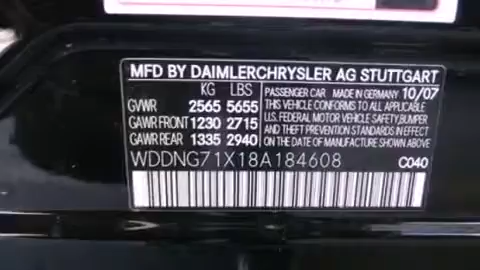 MFD BY DAIMLERCHRYSLER AG STUTTGART
KG LBS
GVWR 2565 5655
GAWR FRONT 1230 2715
GAWR REAR 1335 2940
PASSENGER CAR MADE IN GERMANY 10/07
THIS VEHICLE CONFORMS TO ALL APPLICABLE
U.S. FEDERAL MOTOR VEHICLE SAFETY, BUMPER
AND THEFT PREVENTION STANDARDS IN EFFECT
ON THE DATE OF MANUFACTURE SHOWN ABOVE
WDDNG71X18A184608 C040